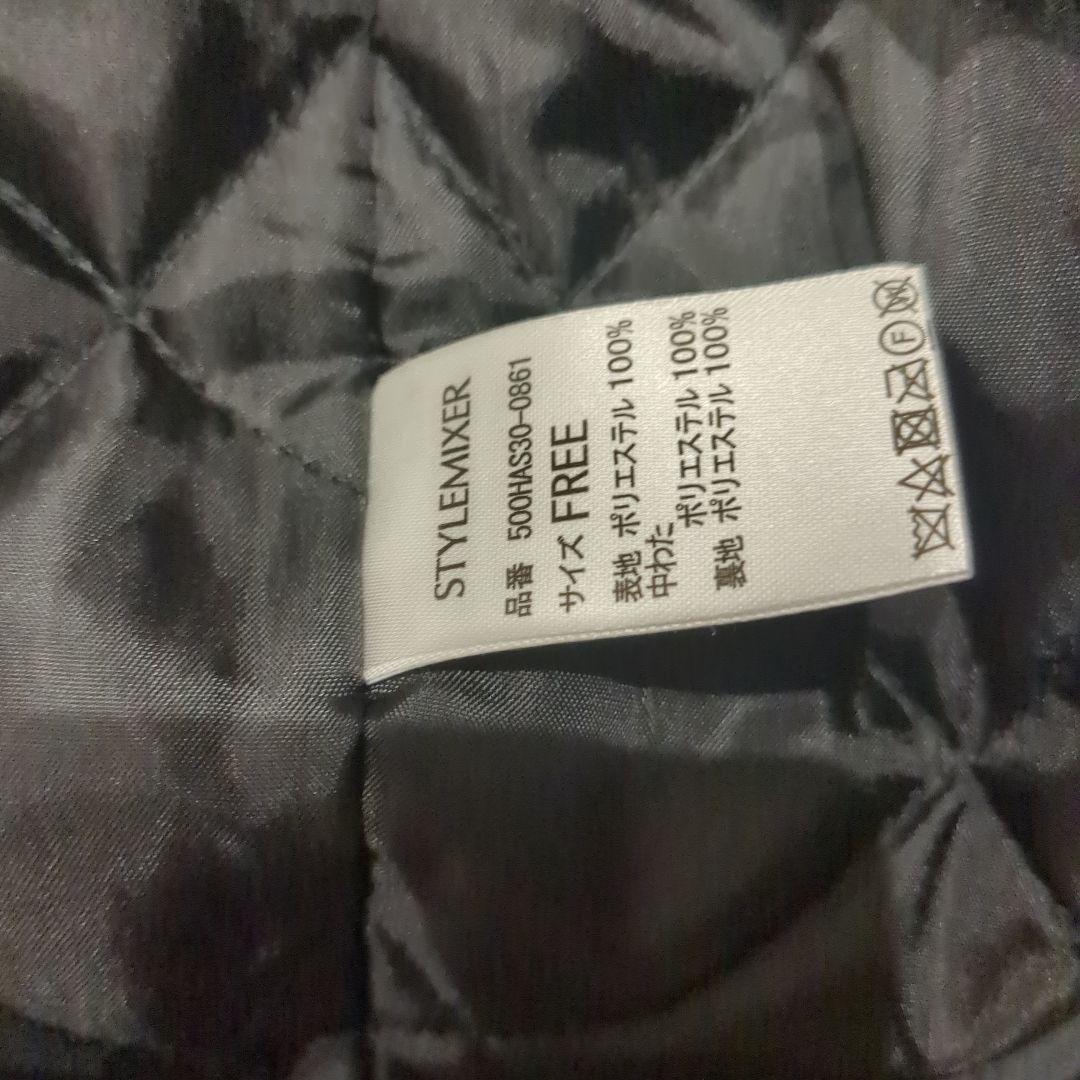 STYLEMIXER
品番 500HAS30-0861
サイズ FREE
表地 ポリエステル 100%
中わた
ポリエステル 100%
裏地 ポリエステル 100%
F
W